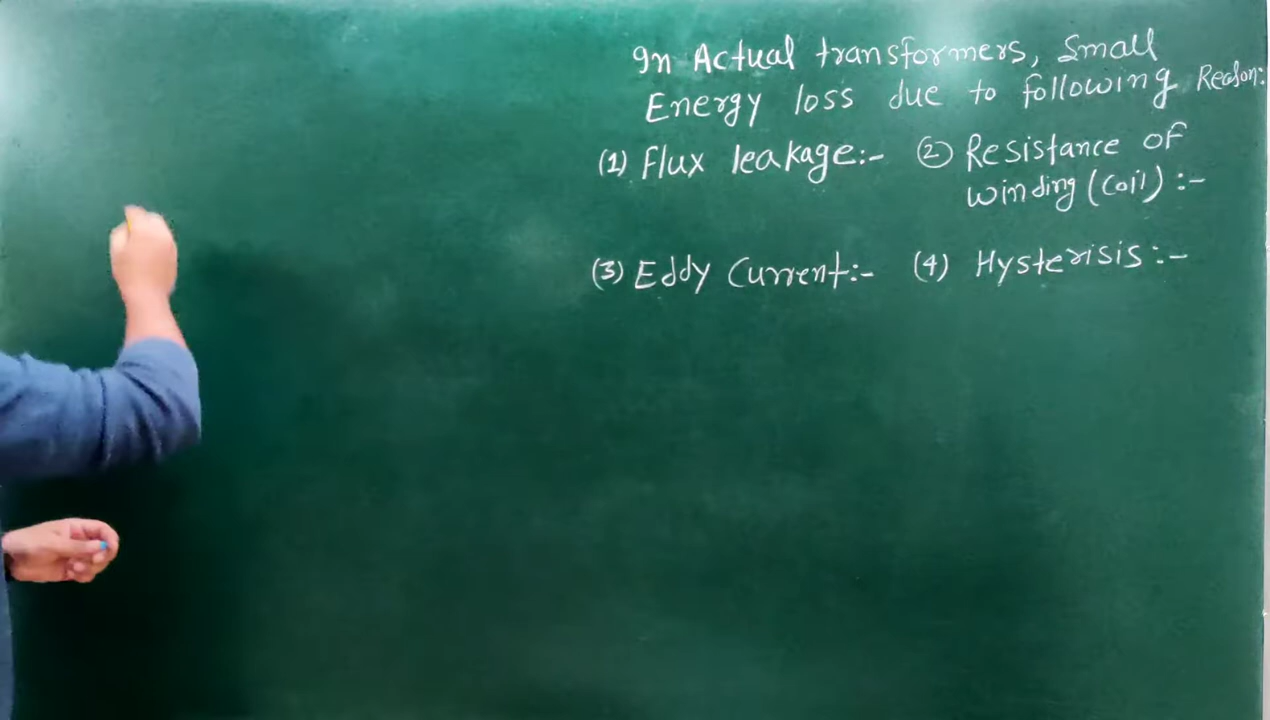 In Actual transformers, Small
Energy loss due to following Reason:
(1) Flux leakage:- (2) Resistance of
winding (Coil) :-
(3) Eddy Current:- (4) Hysterisis:-